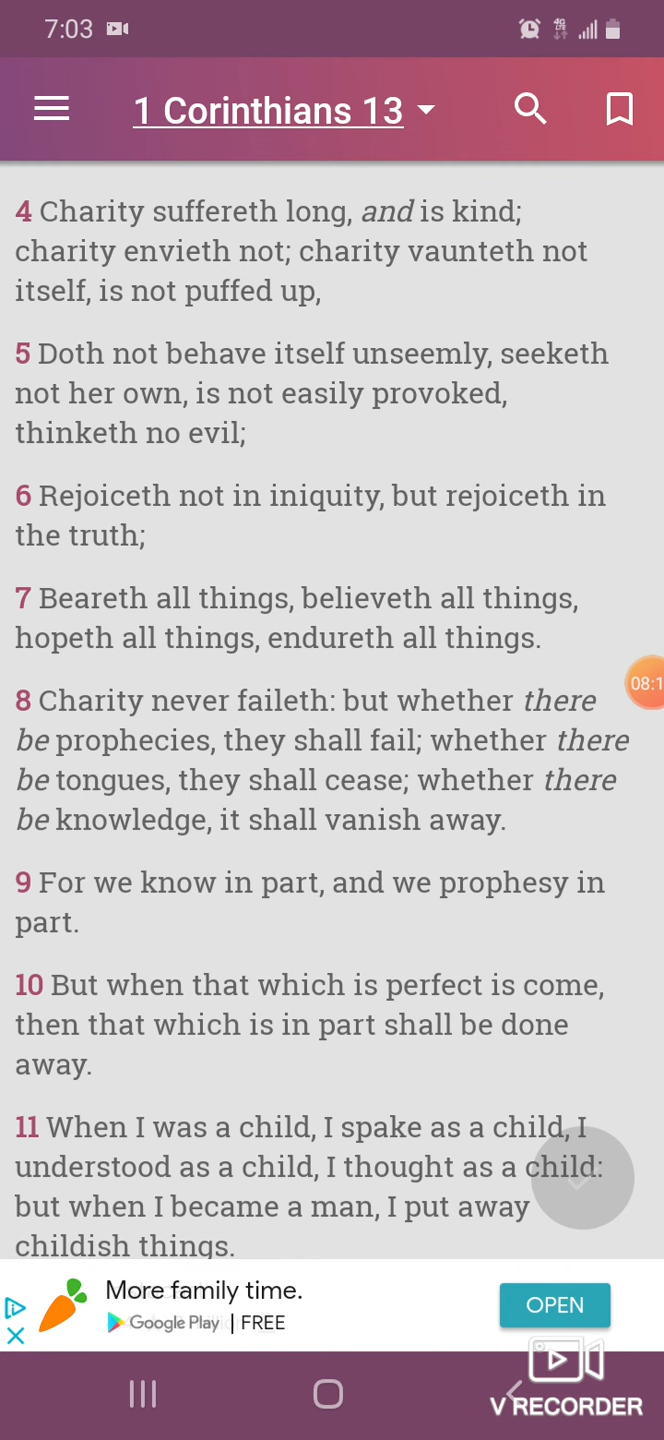 7:03
1 Corinthians 13
4 Charity suffereth long, and is kind;
charity envieth not; charity vaunteth not
itself, is not puffed up,
5 Doth not behave itself unseemly, seeketh
not her own, is not easily provoked,
thinketh no evil;
6 Rejoiceth not in iniquity, but rejoiceth in
the truth;
7 Beareth all things, believeth all things,
hopeth all things, endureth all things.
08:1
8 Charity never faileth: but whether there
be prophecies, they shall fail; whether there
be tongues, they shall cease; whether there
be knowledge, it shall vanish away.
9 For we know in part, and we prophesy in
part.
10 But when that which is perfect is come,
then that which is in part shall be done
away.
11 When I was a child, I spake as a child, I
understood as a child, I thought as a child:
but when I became a man, I put away
childish things.
More family time.
Google Play | FREE
OPEN
V RECORDER